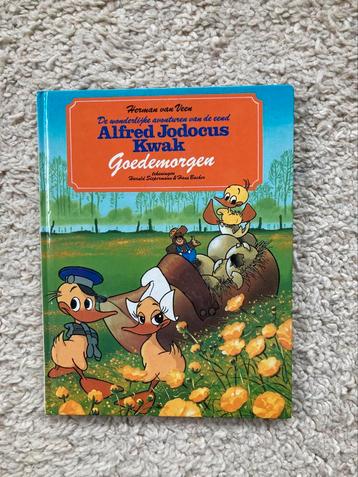 Herman van Veen
De wonderlijke avonturen van de eend
Alfred Jodocus
Kwak
Goedemorgen
tekeningen
Harald Siepermann & Hans Bacher